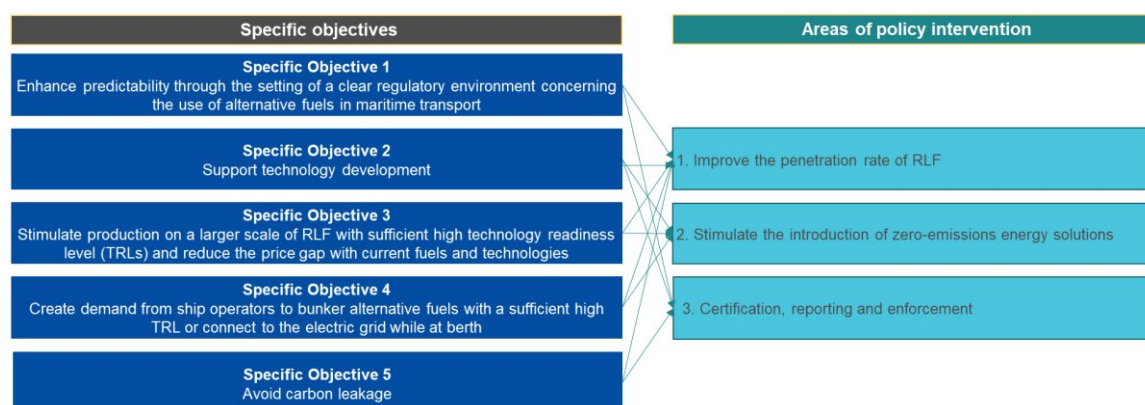 Specific objectives
Specific Objective 1
Enhance predictability through the setting of a clear regulatory environment concerning
the use of alternative fuels in maritime transport
Specific Objective 2
Support technology development
Specific Objective 3
Stimulate production on a larger scale of RLF with sufficient high technology readiness
level (TRLs) and reduce the price gap with current fuels and technologies
Specific Objective 4
Create demand from ship operators to bunker alternative fuels with a sufficient high
TRL or connect to the electric grid while at berth
Specific Objective 5
Avoid carbon leakage
Areas of policy intervention
1. Improve the penetration rate of RLF
2. Stimulate the introduction of zero-emissions energy solutions
3. Certification, reporting and enforcement